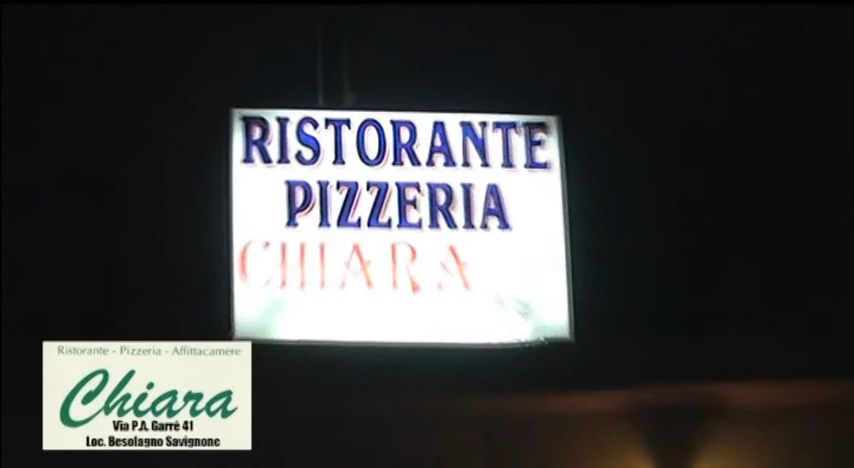 RISTORANTE
PIZZERIA
CHIARA
Ristorante - Pizzeria - Affittacamere
Chiara
Via P.A. Garrè 41
Loc. Besolagno Savignone